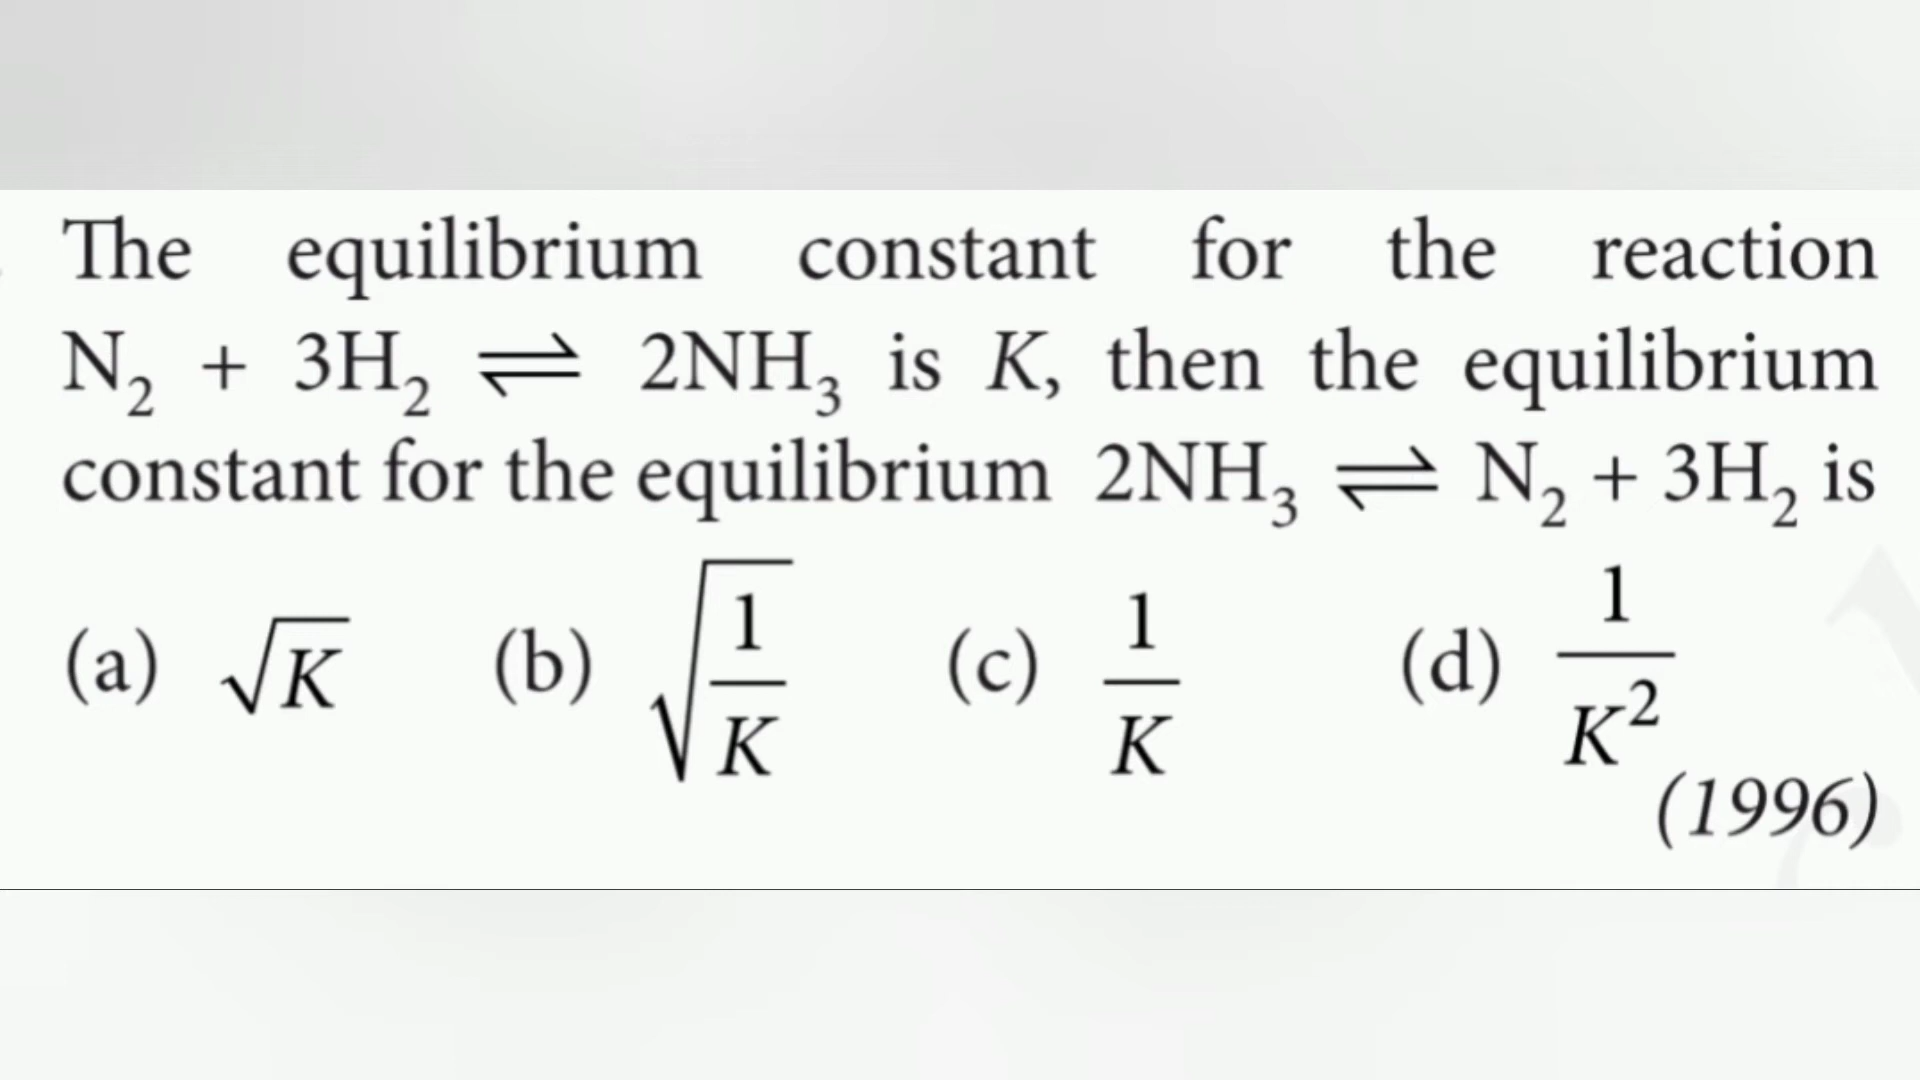 The equilibrium constant for the reaction
N₂ + 3H₂ ⇌ 2NH₃ is K, then the equilibrium
constant for the equilibrium 2NH₃ ⇌ N₂ + 3H₂ is
(a) √K (b) √(1/K) (c) 1/K (d) 1/K²
(1996)